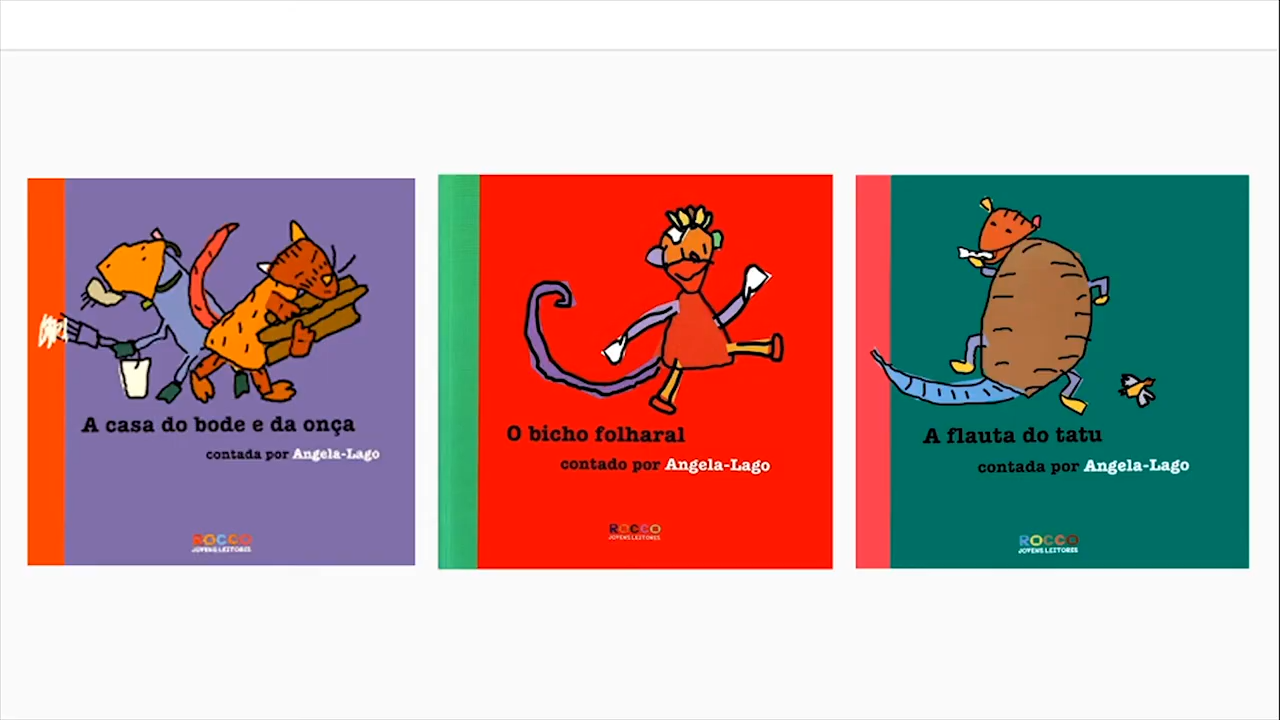 A casa do bode e da onça
contada por Angela-Lago
ROCCO
JOVENS LEITORES
O bicho folharal
contado por Angela-Lago
ROCCO
JOVENS LEITORES
A flauta do tatu
contada por Angela-Lago
ROCCO
JOVENS LEITORES